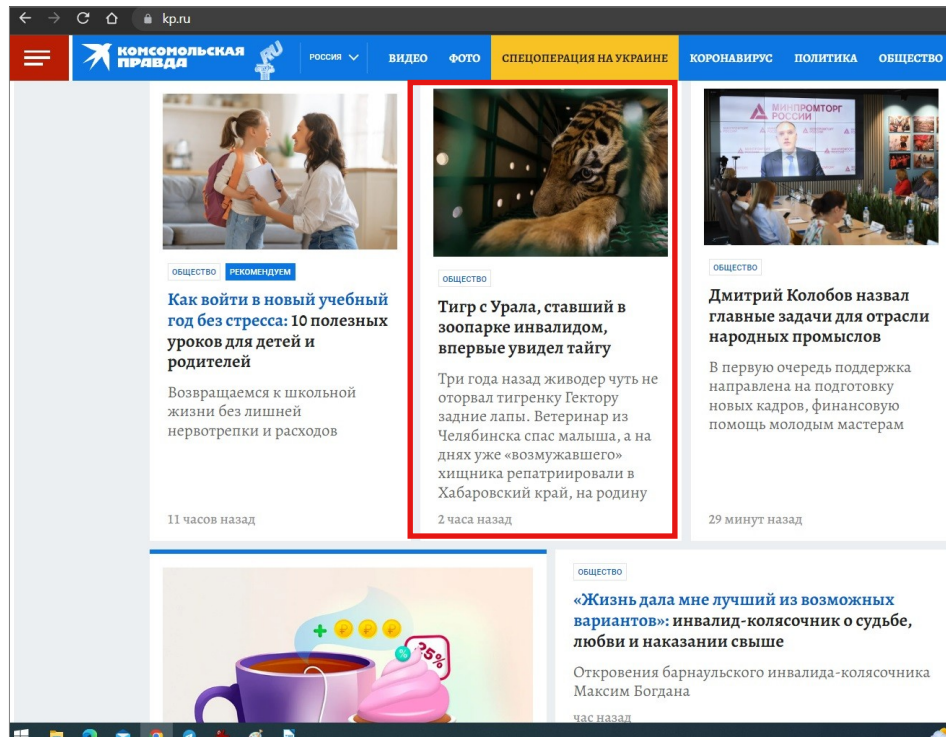 kp.ru
КОМСОМОЛЬСКАЯ
ПРАВДА
RU
РОССИЯ
ВИДЕО
ФОТО
СПЕЦОПЕРАЦИЯ НА УКРАИНЕ
КОРОНАВИРУС
ПОЛИТИКА
ОБЩЕСТВО
ОБЩЕСТВО
РЕКОМЕНДУЕМ
Как войти в новый учебный
год без стресса: 10 полезных
уроков для детей и
родителей
Возвращаемся к школьной
жизни без лишней
нервотрепки и расходов
11 часов назад
ОБЩЕСТВО
Тигр с Урала, ставший в
зоопарке инвалидом,
впервые увидел тайгу
Три года назад живодер чуть не
оторвал тигренку Гектору
задние лапы. Ветеринар из
Челябинска спас малыша, а на
днях уже «возмужавшего»
хищника репатриировали в
Хабаровский край, на родину
2 часа назад
МИНПРОМТОРГ
РОССИИ
ОБЩЕСТВО
Дмитрий Колобов назвал
главные задачи для отрасли
народных промыслов
В первую очередь поддержка
направлена на подготовку
новых кадров, финансовую
помощь молодым мастерам
29 минут назад
25%
%
ОБЩЕСТВО
«Жизнь дала мне лучший из возможных
вариантов»: инвалид-колясочник о судьбе,
любви и наказании свыше
Откровения барнаульского инвалида-колясочника
Максим Богдана
час назад